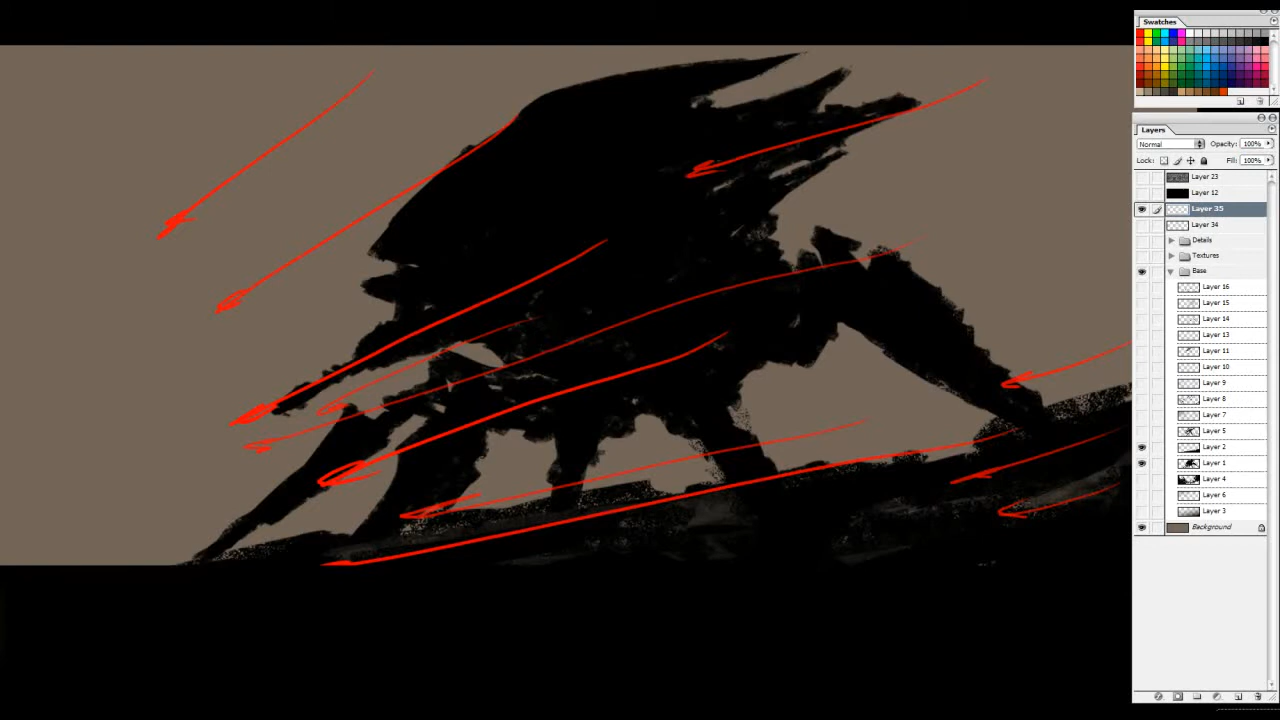 Swatches
Layers
Normal
Opacity: 100%
Lock:
Fill: 100%
Layer 23
Layer 12
Layer 35
Layer 34
Details
Textures
Base
Layer 16
Layer 15
Layer 14
Layer 13
Layer 11
Layer 10
Layer 9
Layer 8
Layer 7
Layer 5
Layer 2
Layer 1
Layer 4
Layer 6
Layer 3
Background